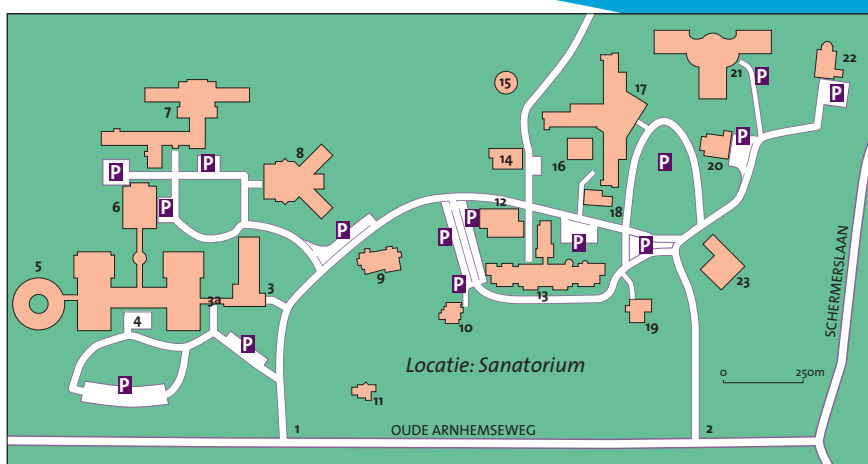 22
21
P
17
P
15
7
P
8
14
16
20
P
P
P
P
6
12
18
P
P
P
P
P
5
9
23
3
P
3a
13
SCHERMERSLAAN
4
10
19
P
Locatie: Sanatorium
0 250m
P
11
1
OUDE ARNHEMSEWEG
2